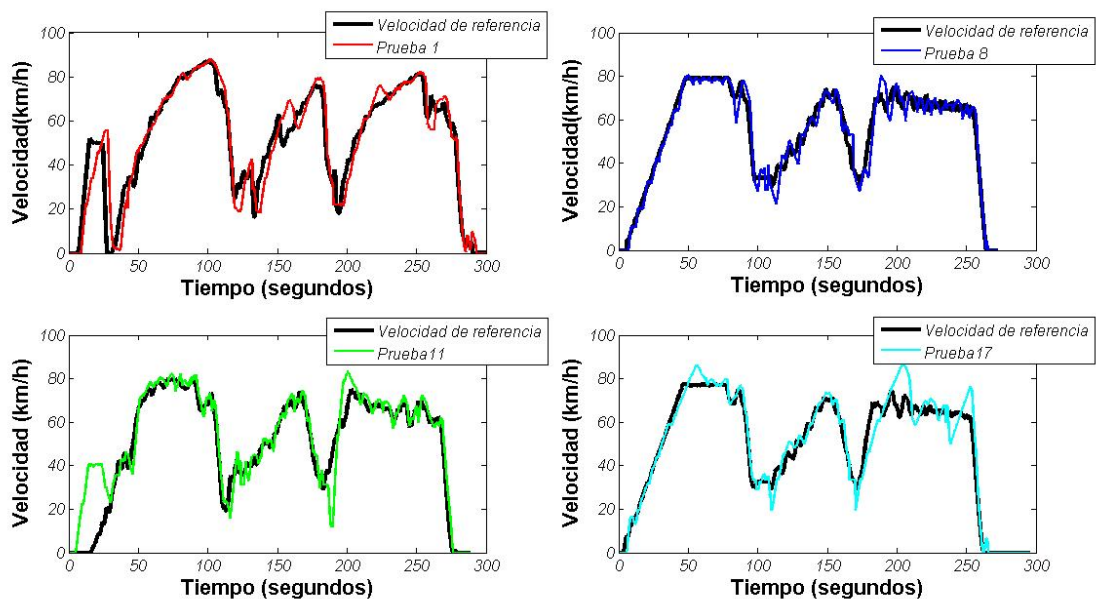 Velocidad de referencia
Prueba 1
Velocidad(km/h)
100
80
60
40
20
0
0 50 100 150 200 250 300
Tiempo (segundos)
Velocidad de referencia
Prueba 8
Velocidad(km/h)
100
80
60
40
20
0
0 50 100 150 200 250 300
Tiempo (segundos)
Velocidad de referencia
Prueba11
Velocidad (km/h)
100
80
60
40
20
0
0 50 100 150 200 250 300
Tiempo (segundos)
Velocidad de referencia
Prueba17
Velocidad (km/h)
100
80
60
40
20
0
0 50 100 150 200 250 300
Tiempo (segundos)